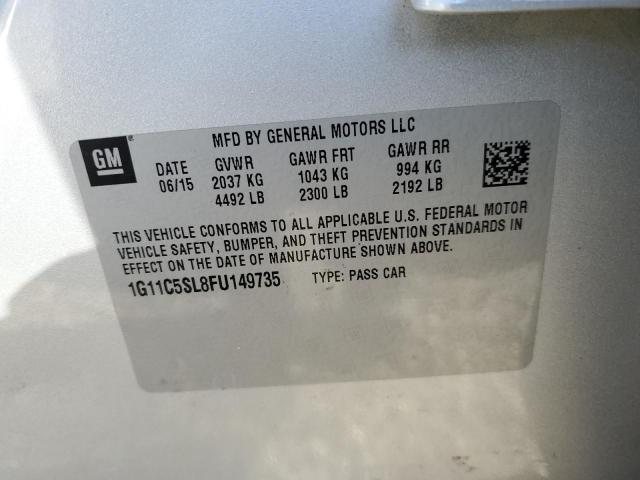 MFD BY GENERAL MOTORS LLC
GM
DATE GVWR GAWR FRT GAWR RR
06/15 2037 KG 1043 KG 994 KG
4492 LB 2300 LB 2192 LB
THIS VEHICLE CONFORMS TO ALL APPLICABLE U.S. FEDERAL MOTOR
VEHICLE SAFETY, BUMPER, AND THEFT PREVENTION STANDARDS IN
EFFECT ON THE DATE OF MANUFACTURE SHOWN ABOVE.
1G11C5SL8FU149735 TYPE: PASS CAR